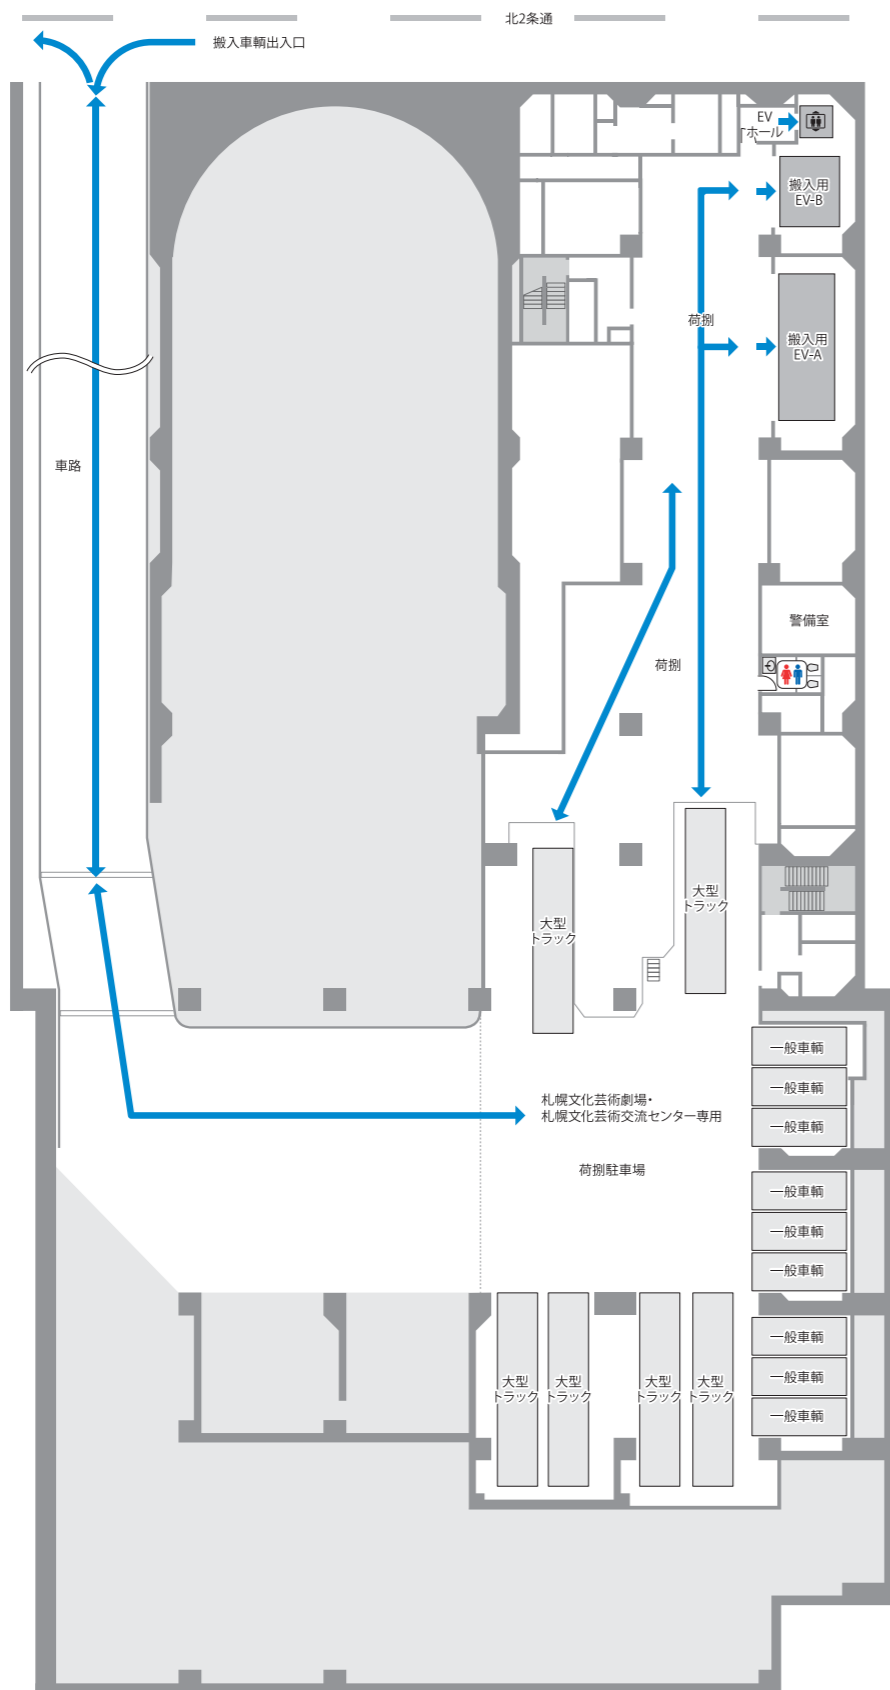 北2条通
搬入車輌出入口
EV
ホール
搬入用
EV-B
荷捌
搬入用
EV-A
車路
警備室
荷捌
大型
トラック
大型
トラック
一般車輌
一般車輌
一般車輌
札幌文化芸術劇場・
札幌文化芸術交流センター専用
荷捌駐車場
一般車輌
一般車輌
一般車輌
一般車輌
一般車輌
一般車輌
大型
トラック
大型
トラック
大型
トラック
大型
トラック